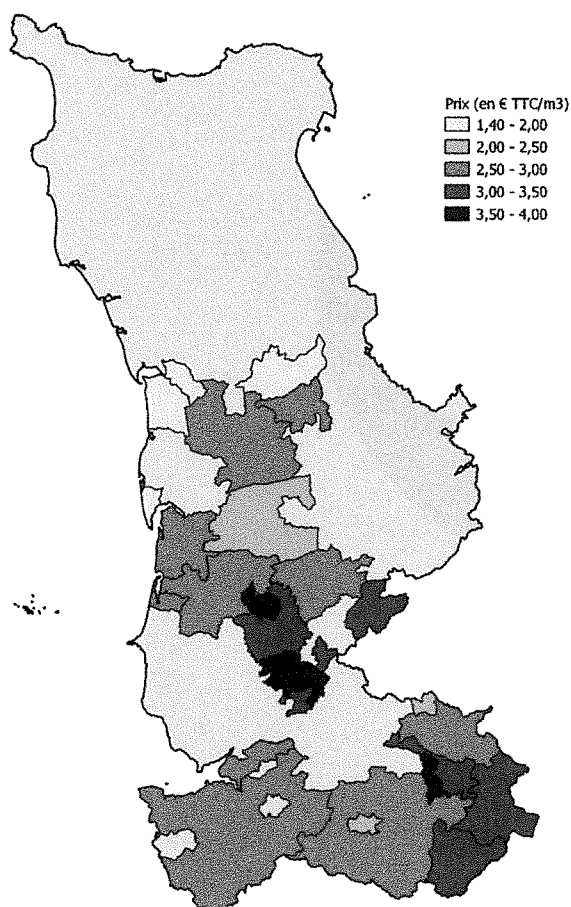 Prix (en € TTC/m3)
1,40 - 2,00
2,00 - 2,50
2,50 - 3,00
3,00 - 3,50
3,50 - 4,00